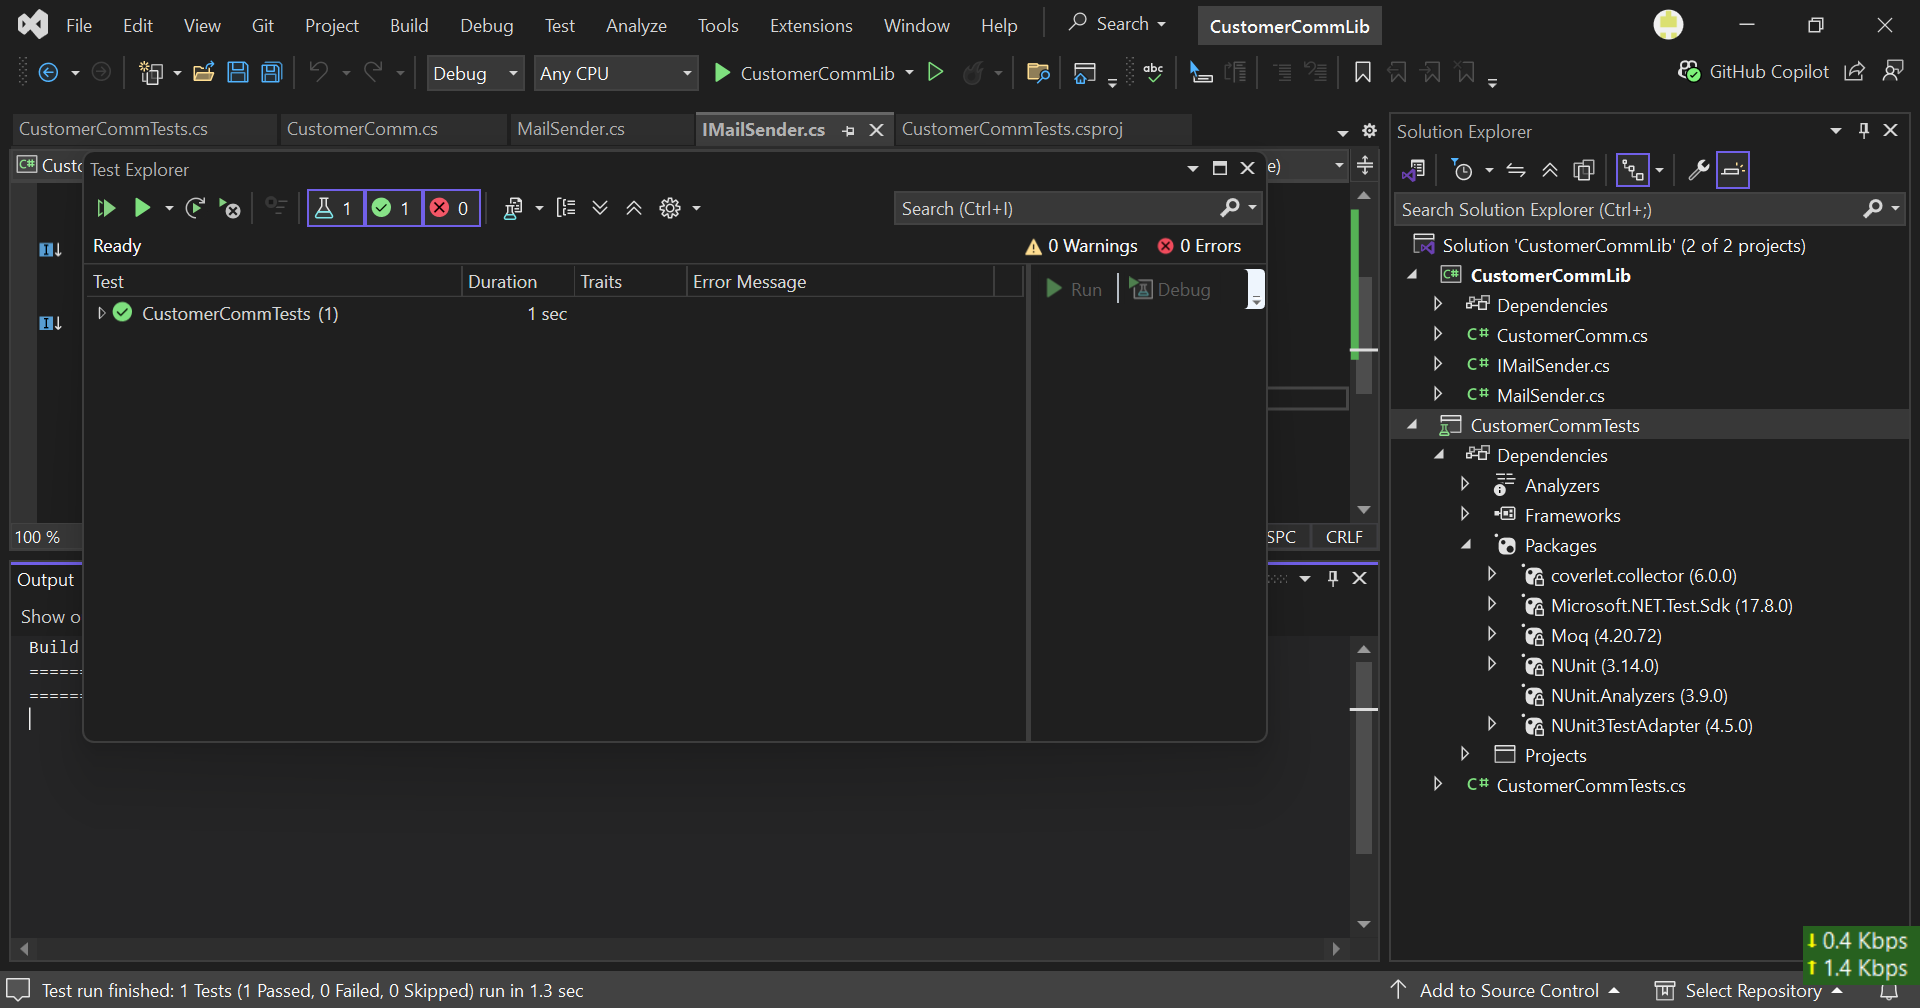 File Edit View Git Project Build Debug Test Analyze Tools Extensions Window Help Search CustomerCommLib
Debug Any CPU CustomerCommLib abc GitHub Copilot
CustomerCommTests.cs CustomerComm.cs MailSender.cs IMailSender.cs CustomerCommTests.csproj
C# Custo e)
Test Explorer
1 1 0 Search (Ctrl+I)
Ready 0 Warnings 0 Errors
Test Duration Traits Error Message
Run Debug
CustomerCommTests (1) 1 sec
100 % SPC CRLF
Output
Show o
Build
======
======
Solution Explorer
Search Solution Explorer (Ctrl+;)
Solution 'CustomerCommLib' (2 of 2 projects)
C# CustomerCommLib
Dependencies
C# CustomerComm.cs
C# IMailSender.cs
C# MailSender.cs
CustomerCommTests
Dependencies
Analyzers
Frameworks
Packages
coverlet.collector (6.0.0)
Microsoft.NET.Test.Sdk (17.8.0)
Moq (4.20.72)
NUnit (3.14.0)
NUnit.Analyzers (3.9.0)
NUnit3TestAdapter (4.5.0)
Projects
C# CustomerCommTests.cs
0.4 Kbps
1.4 Kbps
Test run finished: 1 Tests (1 Passed, 0 Failed, 0 Skipped) run in 1.3 sec Add to Source Control Select Repository